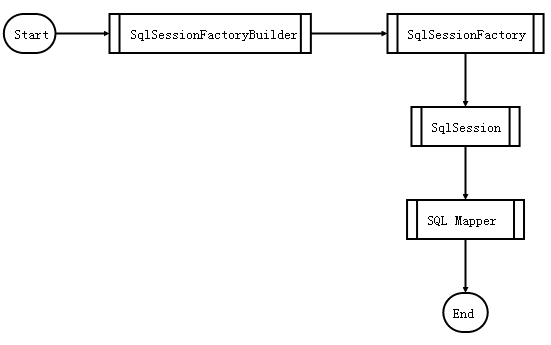 Start
SqlSessionFactoryBuilder
SqlSessionFactory
SqlSession
SQL Mapper
End